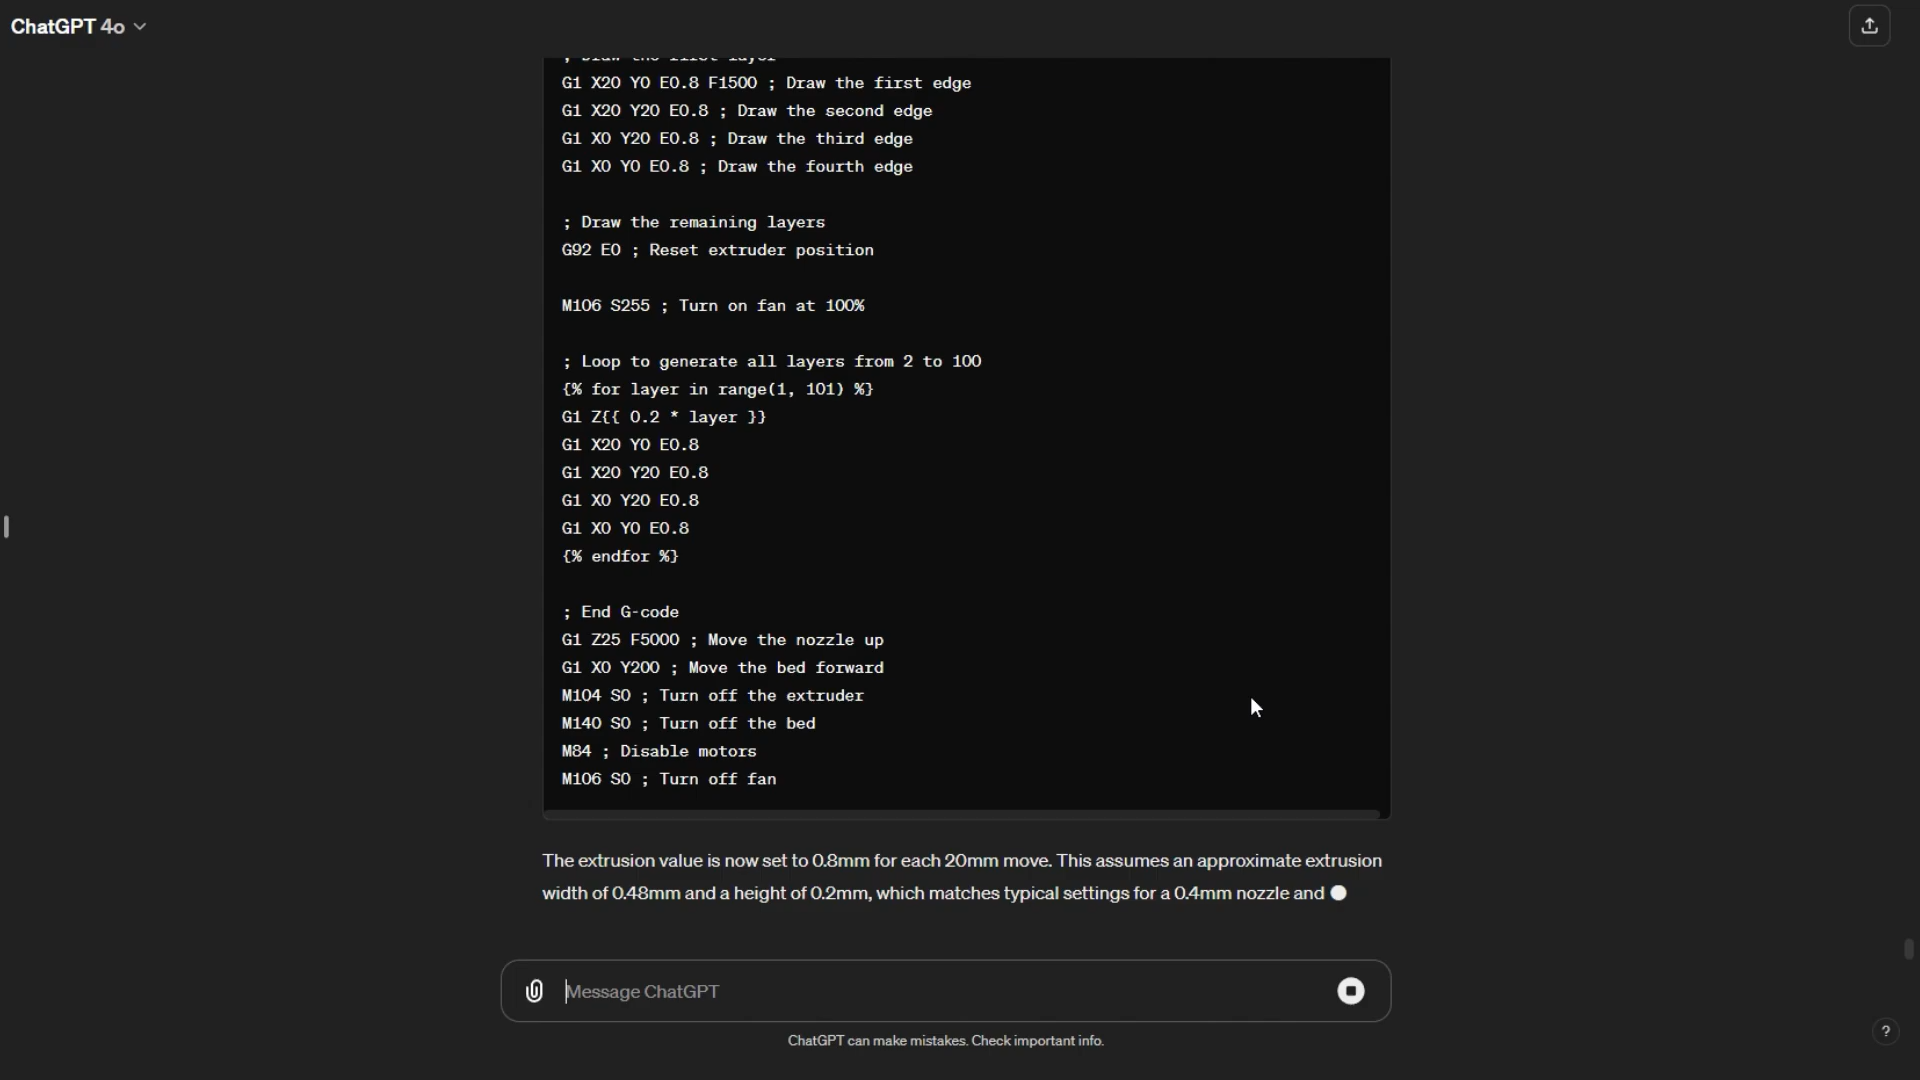 ChatGPT 4o
; Draw the first layer
G1 X20 Y0 E0.8 F1500 ; Draw the first edge
G1 X20 Y20 E0.8 ; Draw the second edge
G1 X0 Y20 E0.8 ; Draw the third edge
G1 X0 Y0 E0.8 ; Draw the fourth edge
; Draw the remaining layers
G92 E0 ; Reset extruder position
M106 S255 ; Turn on fan at 100%
; Loop to generate all layers from 2 to 100
{% for layer in range(1, 101) %}
G1 Z{{ 0.2 * layer }}
G1 X20 Y0 E0.8
G1 X20 Y20 E0.8
G1 X0 Y20 E0.8
G1 X0 Y0 E0.8
{% endfor %}
; End G-code
G1 Z25 F5000 ; Move the nozzle up
G1 X0 Y200 ; Move the bed forward
M104 S0 ; Turn off the extruder
M140 S0 ; Turn off the bed
M84 ; Disable motors
M106 S0 ; Turn off fan
The extrusion value is now set to 0.8mm for each 20mm move. This assumes an approximate extrusion
width of 0.48mm and a height of 0.2mm, which matches typical settings for a 0.4mm nozzle and
Message ChatGPT
ChatGPT can make mistakes. Check important info.
?